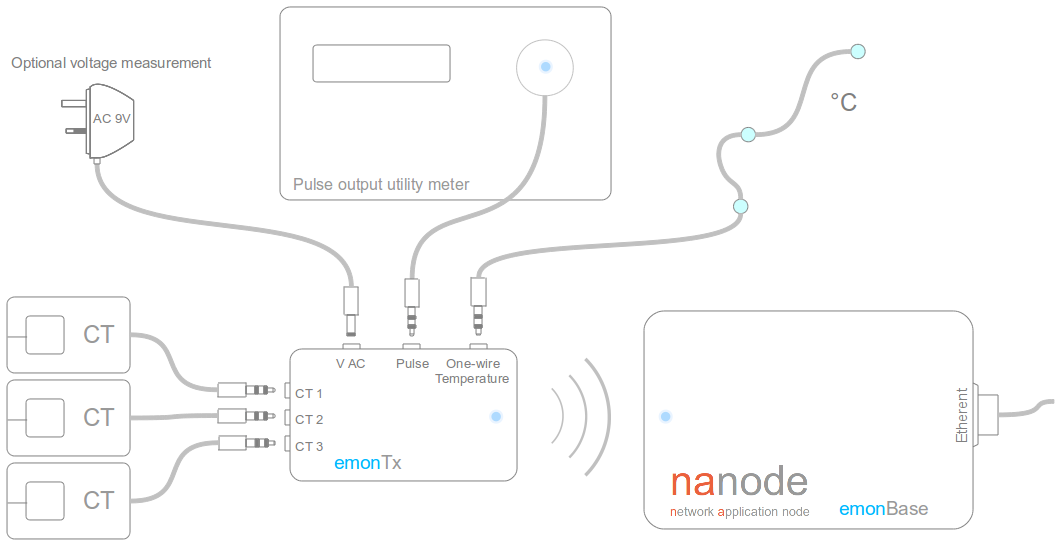 Optional voltage measurement
AC 9V
Pulse output utility meter
°C
CT
CT
CT
V AC
Pulse
One-wire
Temperature
CT 1
CT 2
CT 3
emonTx
Etherent
nanode
network application node
emonBase